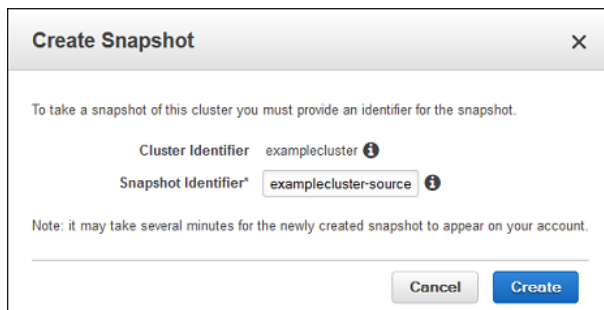 Create Snapshot
To take a snapshot of this cluster you must provide an identifier for the snapshot.
Cluster Identifier examplecluster
Snapshot Identifier* examplecluster-source
Note: it may take several minutes for the newly created snapshot to appear on your account.
Cancel Create